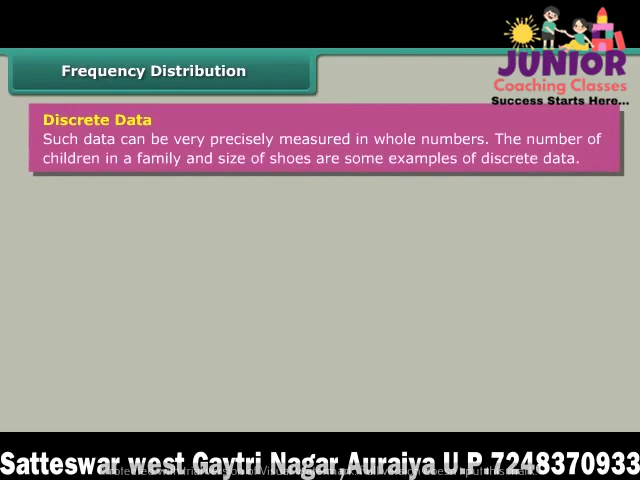 Frequency Distribution
JUNIOR
Coaching Classes
Success Starts Here...
Discrete Data
Such data can be very precisely measured in whole numbers. The number of
children in a family and size of shoes are some examples of discrete data.
Satteswar west Gaytri Nagar,Auraiya U.P.7248370933